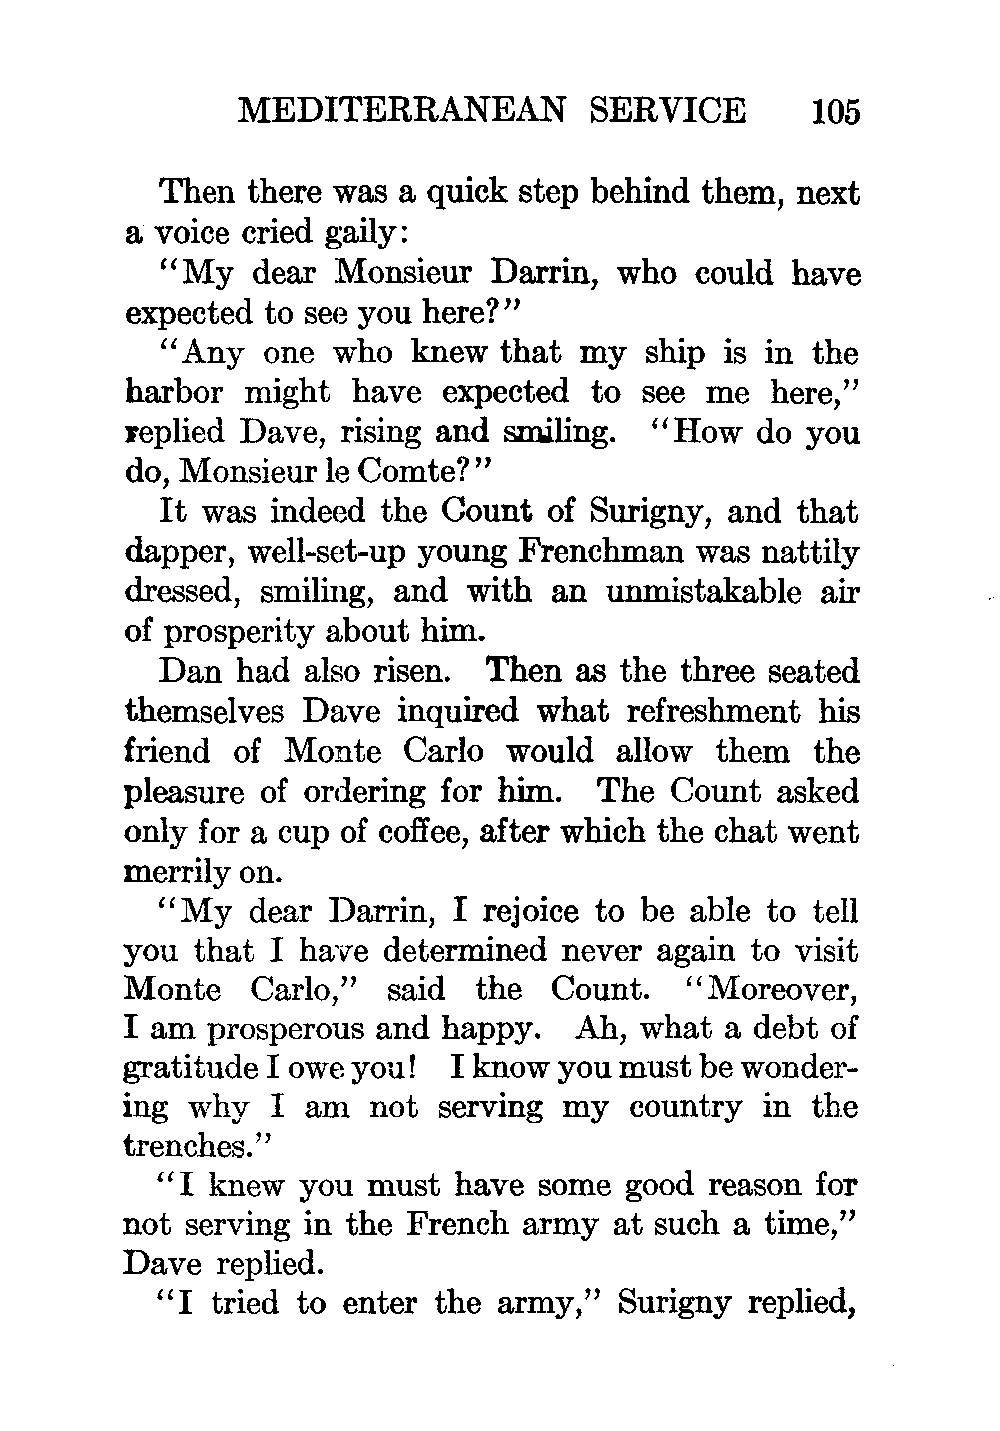 MEDITERRANEAN SERVICE 105
Then there was a quick step behind them, next
a voice cried gaily:
"My dear Monsieur Darrin, who could have
expected to see you here?"
"Any one who knew that my ship is in the
harbor might have expected to see me here,"
replied Dave, rising and smiling. "How do you
do, Monsieur le Comte?"
It was indeed the Count of Surigny, and that
dapper, well-set-up young Frenchman was nattily
dressed, smiling, and with an unmistakable air
of prosperity about him.
Dan had also risen. Then as the three seated
themselves Dave inquired what refreshment his
friend of Monte Carlo would allow them the
pleasure of ordering for him. The Count asked
only for a cup of coffee, after which the chat went
merrily on.
"My dear Darrin, I rejoice to be able to tell
you that I have determined never again to visit
Monte Carlo," said the Count. "Moreover,
I am prosperous and happy. Ah, what a debt of
gratitude I owe you! I know you must be wonder-
ing why I am not serving my country in the
trenches."
"I knew you must have some good reason for
not serving in the French army at such a time,"
Dave replied.
"I tried to enter the army," Surigny replied,